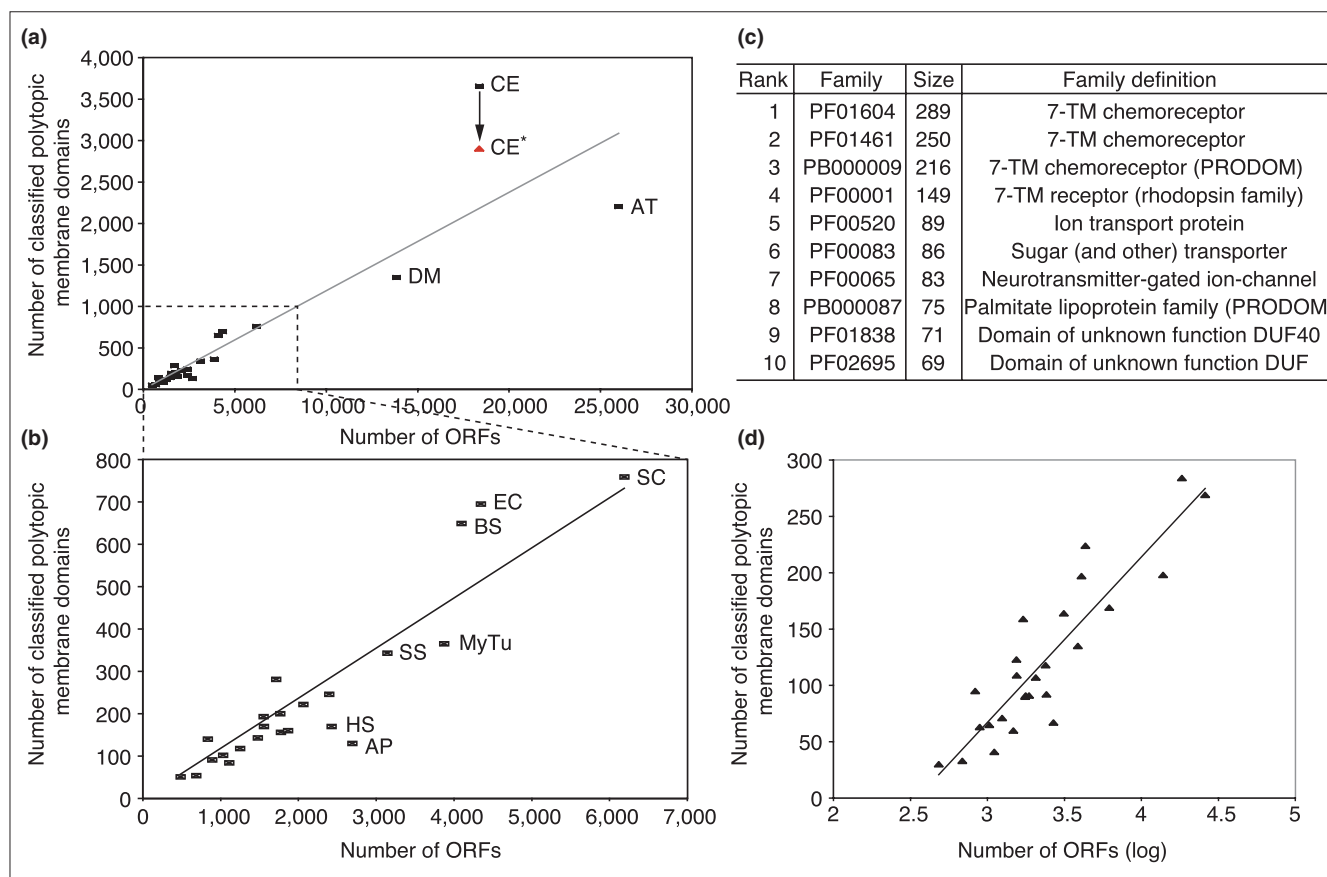 (a)
Number of classified polytopic
membrane domains
4,000
3,500
3,000
2,500
2,000
1,500
1,000
500
0
CE
CE*
AT
DM
0 5,000 10,000 15,000 20,000 25,000 30,000
Number of ORFs
(c)
Rank Family Size Family definition
1 PF01604 289 7-TM chemoreceptor
2 PF01461 250 7-TM chemoreceptor
3 PB000009 216 7-TM chemoreceptor (PRODOM)
4 PF00001 149 7-TM receptor (rhodopsin family)
5 PF00520 89 Ion transport protein
6 PF00083 86 Sugar (and other) transporter
7 PF00065 83 Neurotransmitter-gated ion-channel
8 PB000087 75 Palmitate lipoprotein family (PRODOM
9 PF01838 71 Domain of unknown function DUF40
10 PF02695 69 Domain of unknown function DUF
(b)
Number of classified polytopic
membrane domains
800
700
600
500
400
300
200
100
0
SC
EC
BS
MyTu
SS
HS
AP
0 1,000 2,000 3,000 4,000 5,000 6,000 7,000
Number of ORFs
(d)
Number of classified polytopic
membrane domains
300
250
200
150
100
50
0
2 2.5 3 3.5 4 4.5 5
Number of ORFs (log)